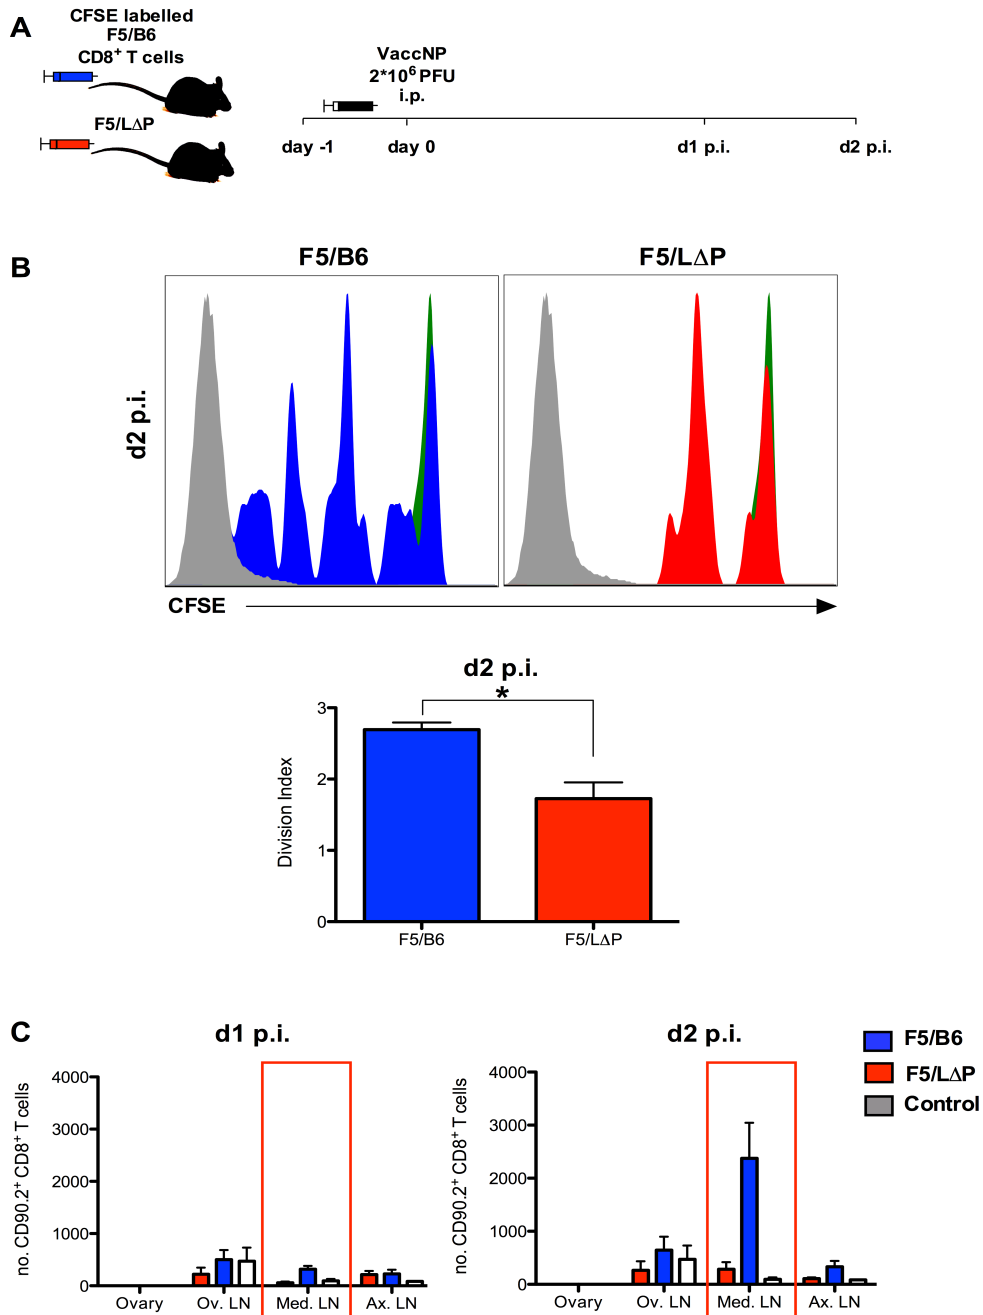 A
CFSE labelled
F5/B6
CD8+ T cells
F5/LΔP
VaccNP
2*10^6 PFU
i.p.
day -1
day 0
d1 p.i.
d2 p.i.
B
F5/B6
F5/LΔP
d2 p.i.
CFSE
d2 p.i.
*
Division Index
3
2
1
0
F5/B6
F5/LΔP
C
d1 p.i.
no. CD90.2+ CD8+ T cells
4000
3000
2000
1000
0
Ovary
Ov. LN
Med. LN
Ax. LN
d2 p.i.
no. CD90.2+ CD8+ T cells
4000
3000
2000
1000
0
Ovary
Ov. LN
Med. LN
Ax. LN
F5/B6
F5/LΔP
Control